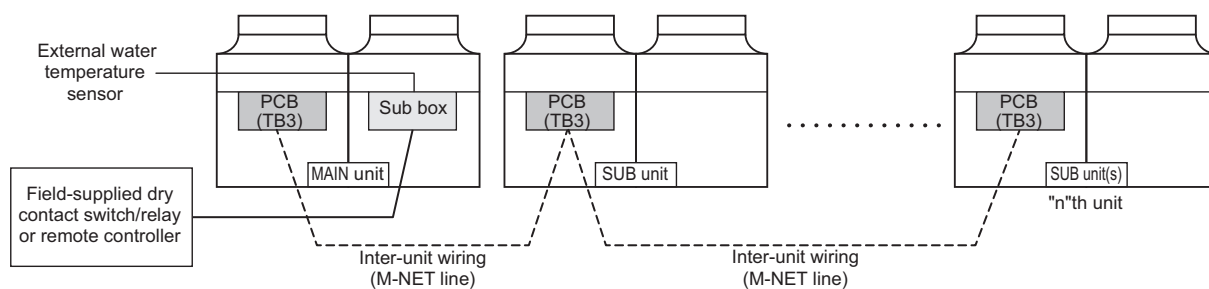 External water
temperature
sensor
PCB
(TB3)
Sub box
MAIN unit
Field-supplied dry
contact switch/relay
or remote controller
PCB
(TB3)
SUB unit
PCB
(TB3)
SUB unit(s)
"n"th unit
Inter-unit wiring
(M-NET line)
Inter-unit wiring
(M-NET line)